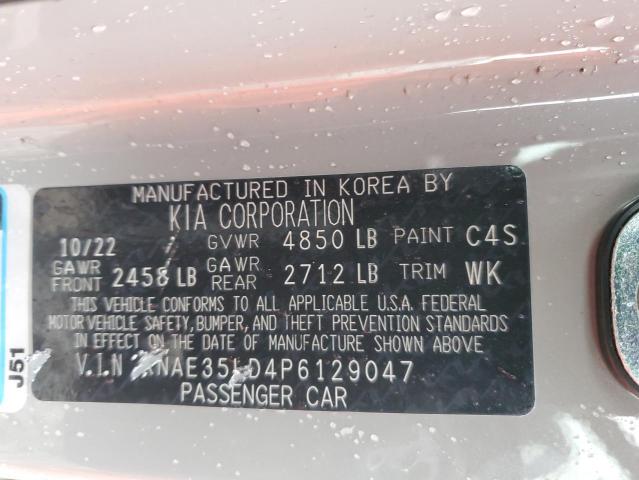 MANUFACTURED IN KOREA BY
KIA CORPORATION
10/22 GVWR 4850 LB PAINT C4S
GAWR FRONT 2458 LB GAWR REAR 2712 LB TRIM WK
THIS VEHICLE CONFORMS TO ALL APPLICABLE U.S.A. FEDERAL
MOTOR VEHICLE SAFETY, BUMPER, AND THEFT PREVENTION STANDARDS
IN EFFECT ON THE DATE OF MANUFACTURE SHOWN ABOVE
V.I.N
PASSENGER CAR
J51